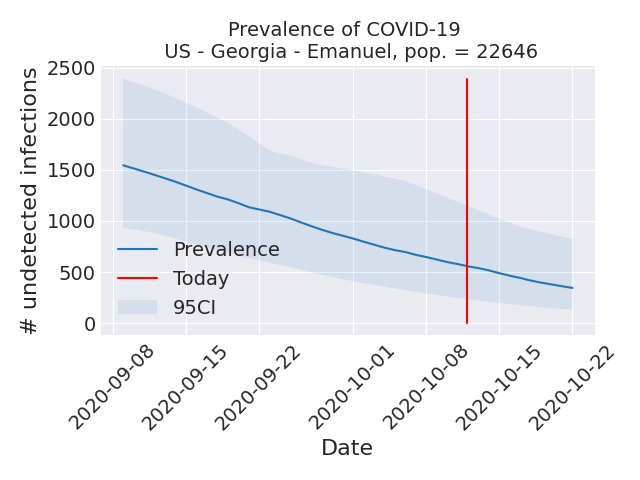 Prevalence of COVID-19
US - Georgia - Emanuel, pop. = 22646
# undetected infections
2500
2000
1500
1000
500
0
Prevalence
Today
95CI
2020-09-08
2020-09-15
2020-09-22
2020-10-01
2020-10-08
2020-10-15
2020-10-22
Date